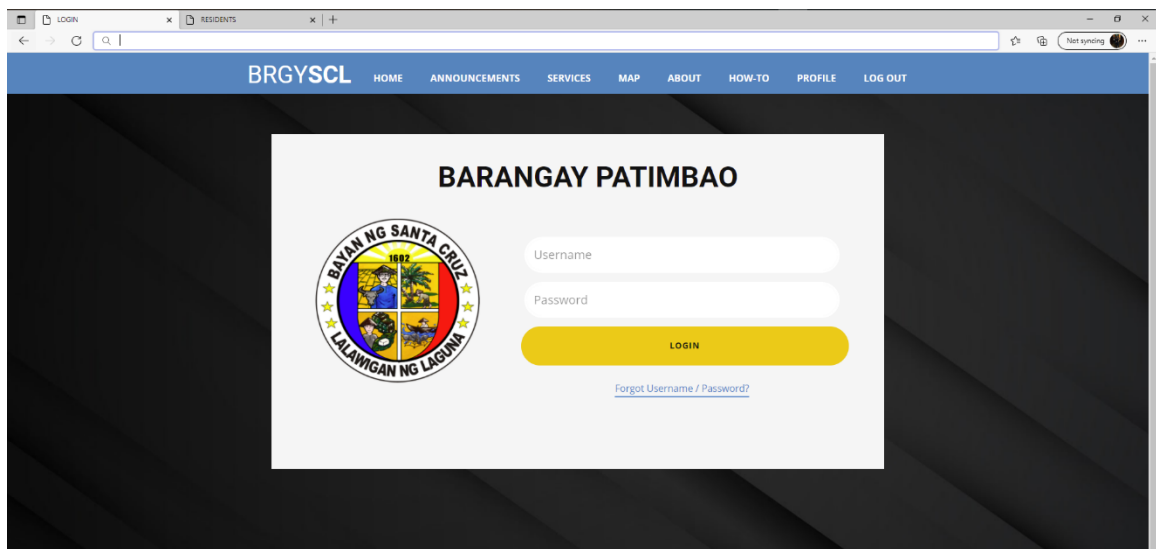 LOGIN
RESIDENTS
Not syncing
BRGYSCL HOME ANNOUNCEMENTS SERVICES MAP ABOUT HOW-TO PROFILE LOG OUT
BARANGAY PATIMBAO
BAYAN NG SANTA CRUZ
1602
LALAWIGAN NG LAGUNA
Username
Password
LOGIN
Forgot Username / Password?